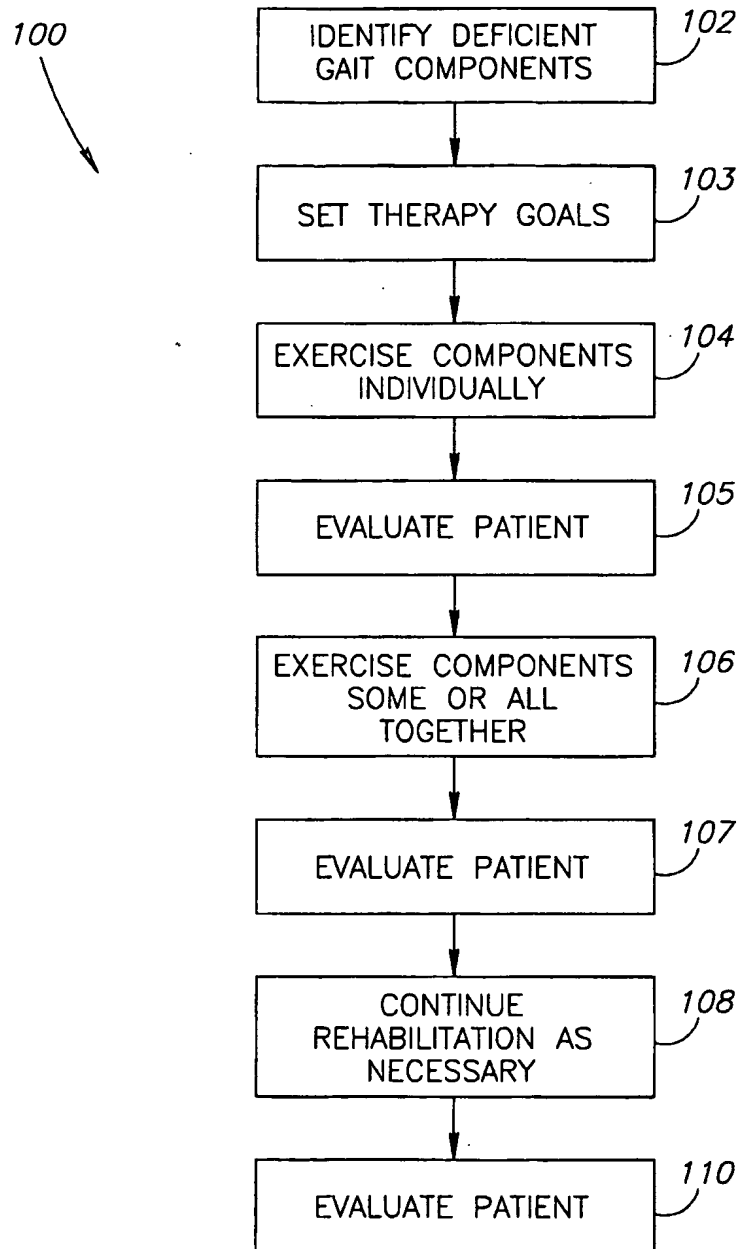 100
IDENTIFY DEFICIENT
GAIT COMPONENTS
102
SET THERAPY GOALS
103
EXERCISE COMPONENTS
INDIVIDUALLY
104
EVALUATE PATIENT
105
EXERCISE COMPONENTS
SOME OR ALL
TOGETHER
106
EVALUATE PATIENT
107
CONTINUE
REHABILITATION AS
NECESSARY
108
EVALUATE PATIENT
110